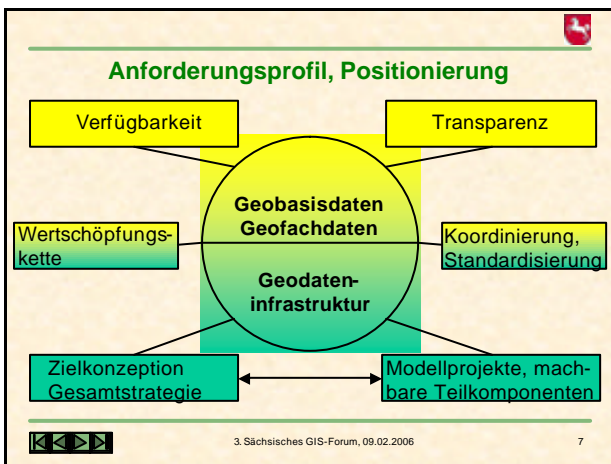 Anforderungsprofil, Positionierung
Verfügbarkeit
Transparenz
Geobasisdaten
Geofachdaten
Wertschöpfungs-
kette
Koordinierung,
Standardisierung
Geodaten-
infrastruktur
Zielkonzeption
Gesamtstrategie
Modellprojekte, mach-
bare Teilkomponenten
3. Sächsisches GIS-Forum, 09.02.2006
7